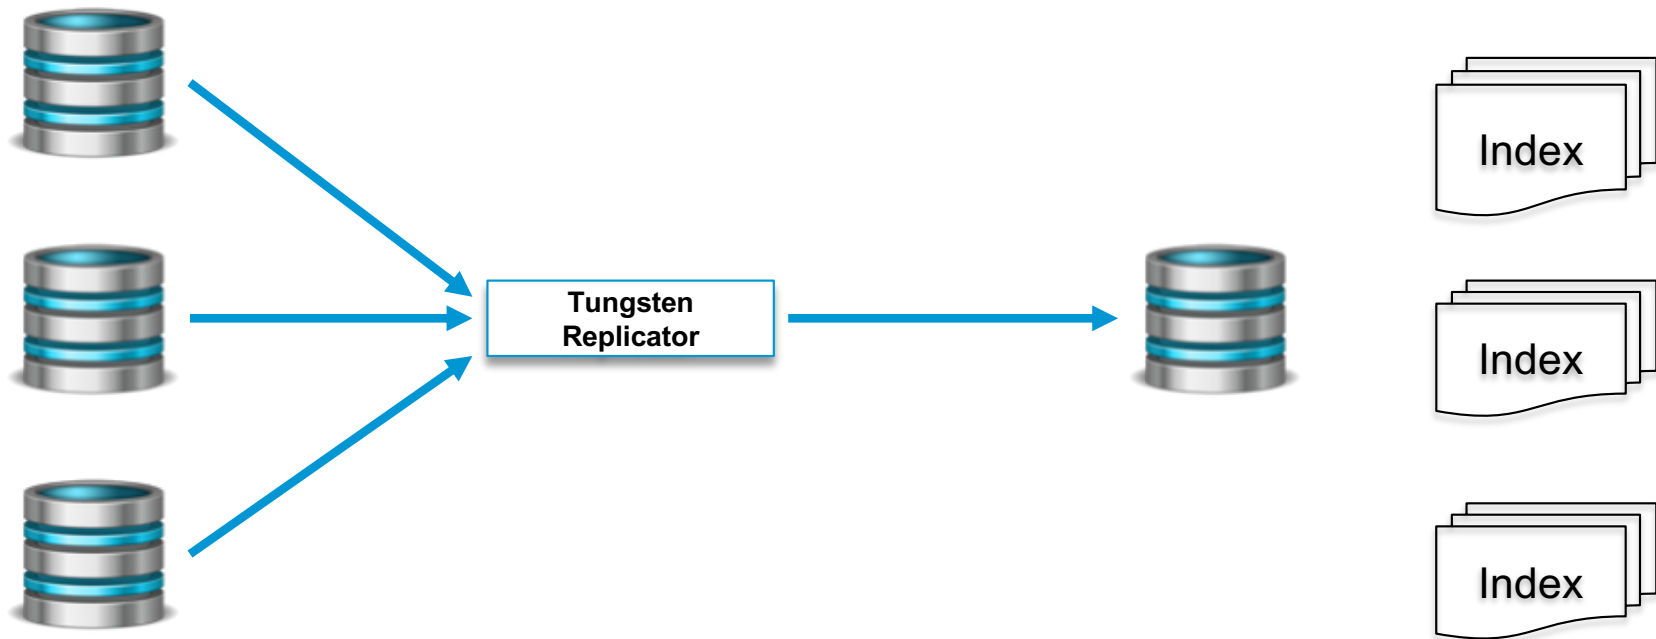 Index
Tungsten
Replicator
Index
Index